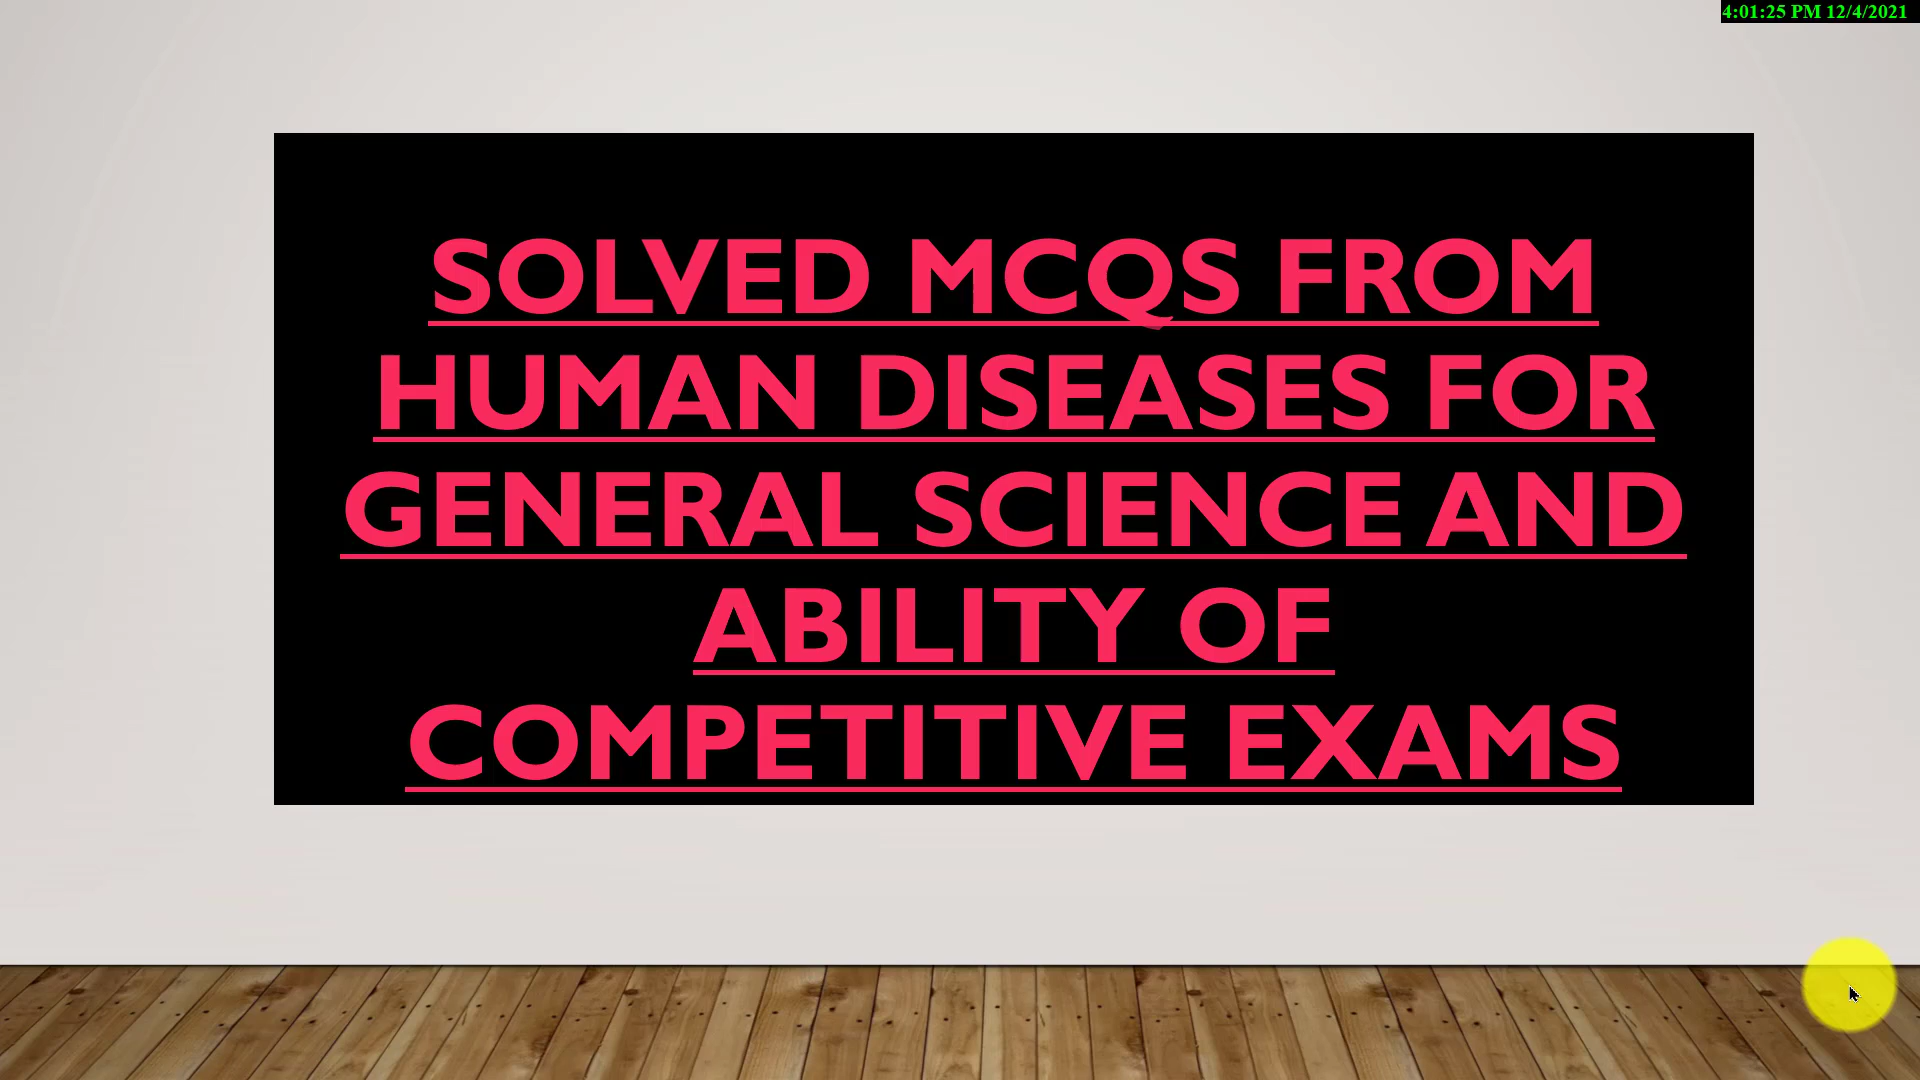 4:01:25 PM 12/4/2021
SOLVED MCQS FROM
HUMAN DISEASES FOR
GENERAL SCIENCE AND
ABILITY OF
COMPETITIVE EXAMS